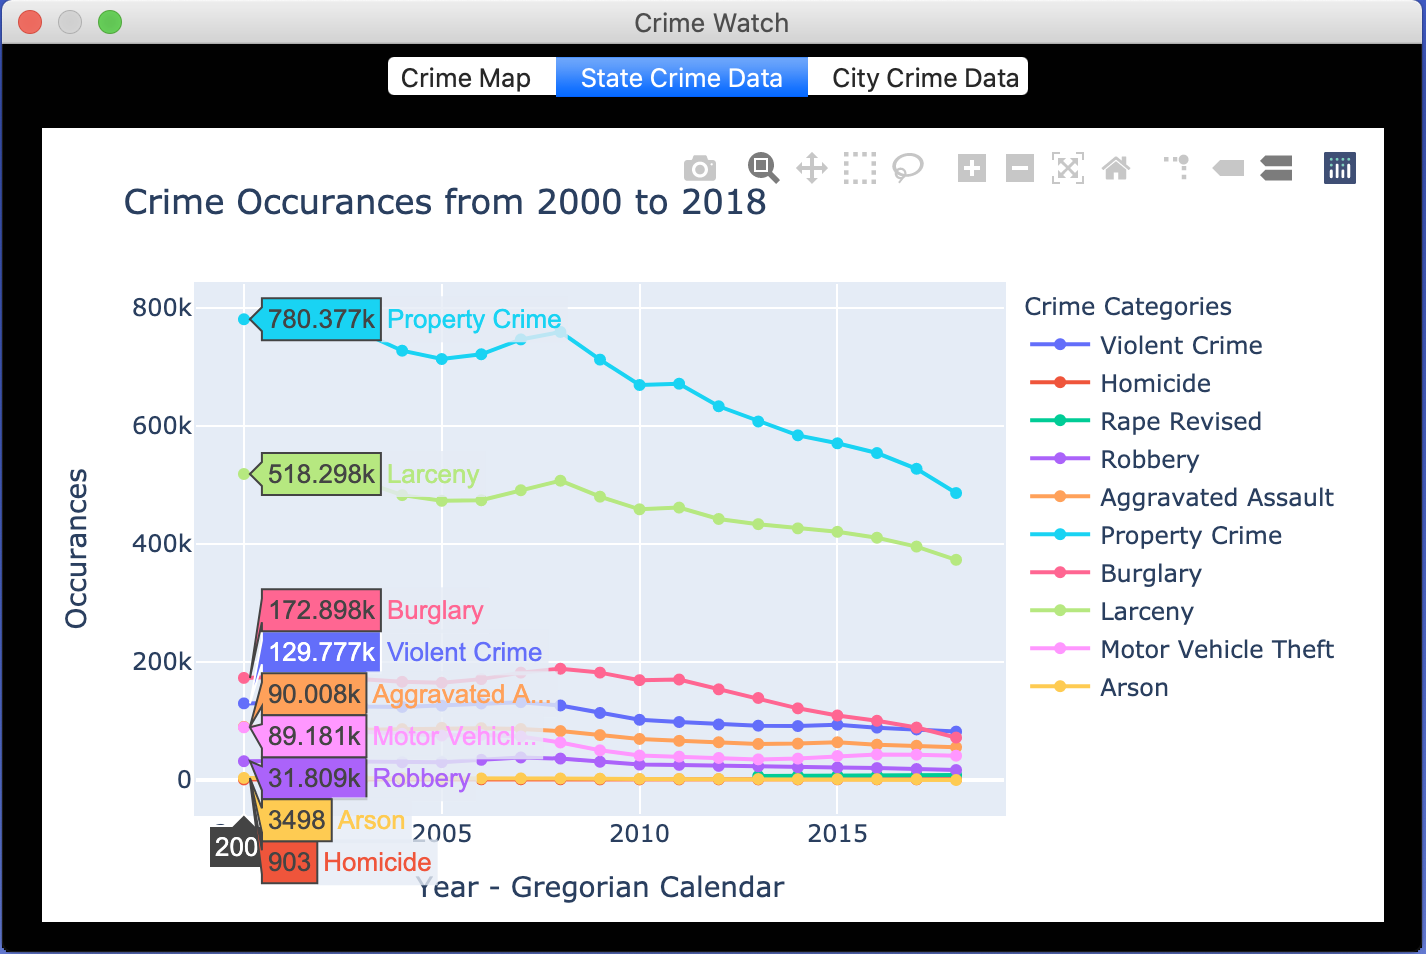 Crime Watch
Crime Map
State Crime Data
City Crime Data
Crime Occurances from 2000 to 2018
800k
600k
400k
200k
0
Occurances
780.377k Property Crime
518.298k Larceny
172.898k Burglary
129.777k Violent Crime
90.008k Aggravated A...
89.181k Motor Vehicl...
31.809k Robbery
3498 Arson
903 Homicide
200
2005
2010
2015
Year - Gregorian Calendar
Crime Categories
Violent Crime
Homicide
Rape Revised
Robbery
Aggravated Assault
Property Crime
Burglary
Larceny
Motor Vehicle Theft
Arson